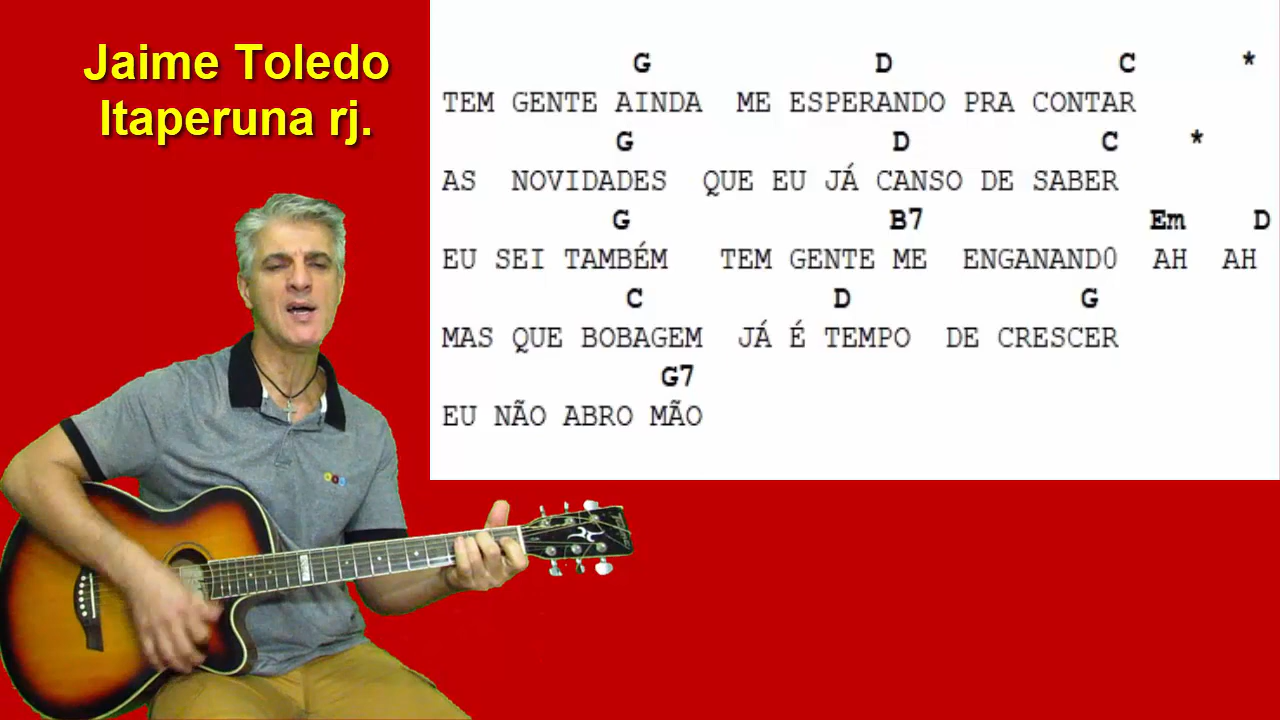 Jaime Toledo
Itaperuna rj.
G D C *
TEM GENTE AINDA ME ESPERANDO PRA CONTAR
G D C *
AS NOVIDADES QUE EU JÁ CANSO DE SABER
G B7 Em D
EU SEI TAMBÉM TEM GENTE ME ENGANAND0 AH AH
C D G
MAS QUE BOBAGEM JÁ É TEMPO DE CRESCER
G7
EU NÃO ABRO MÃO